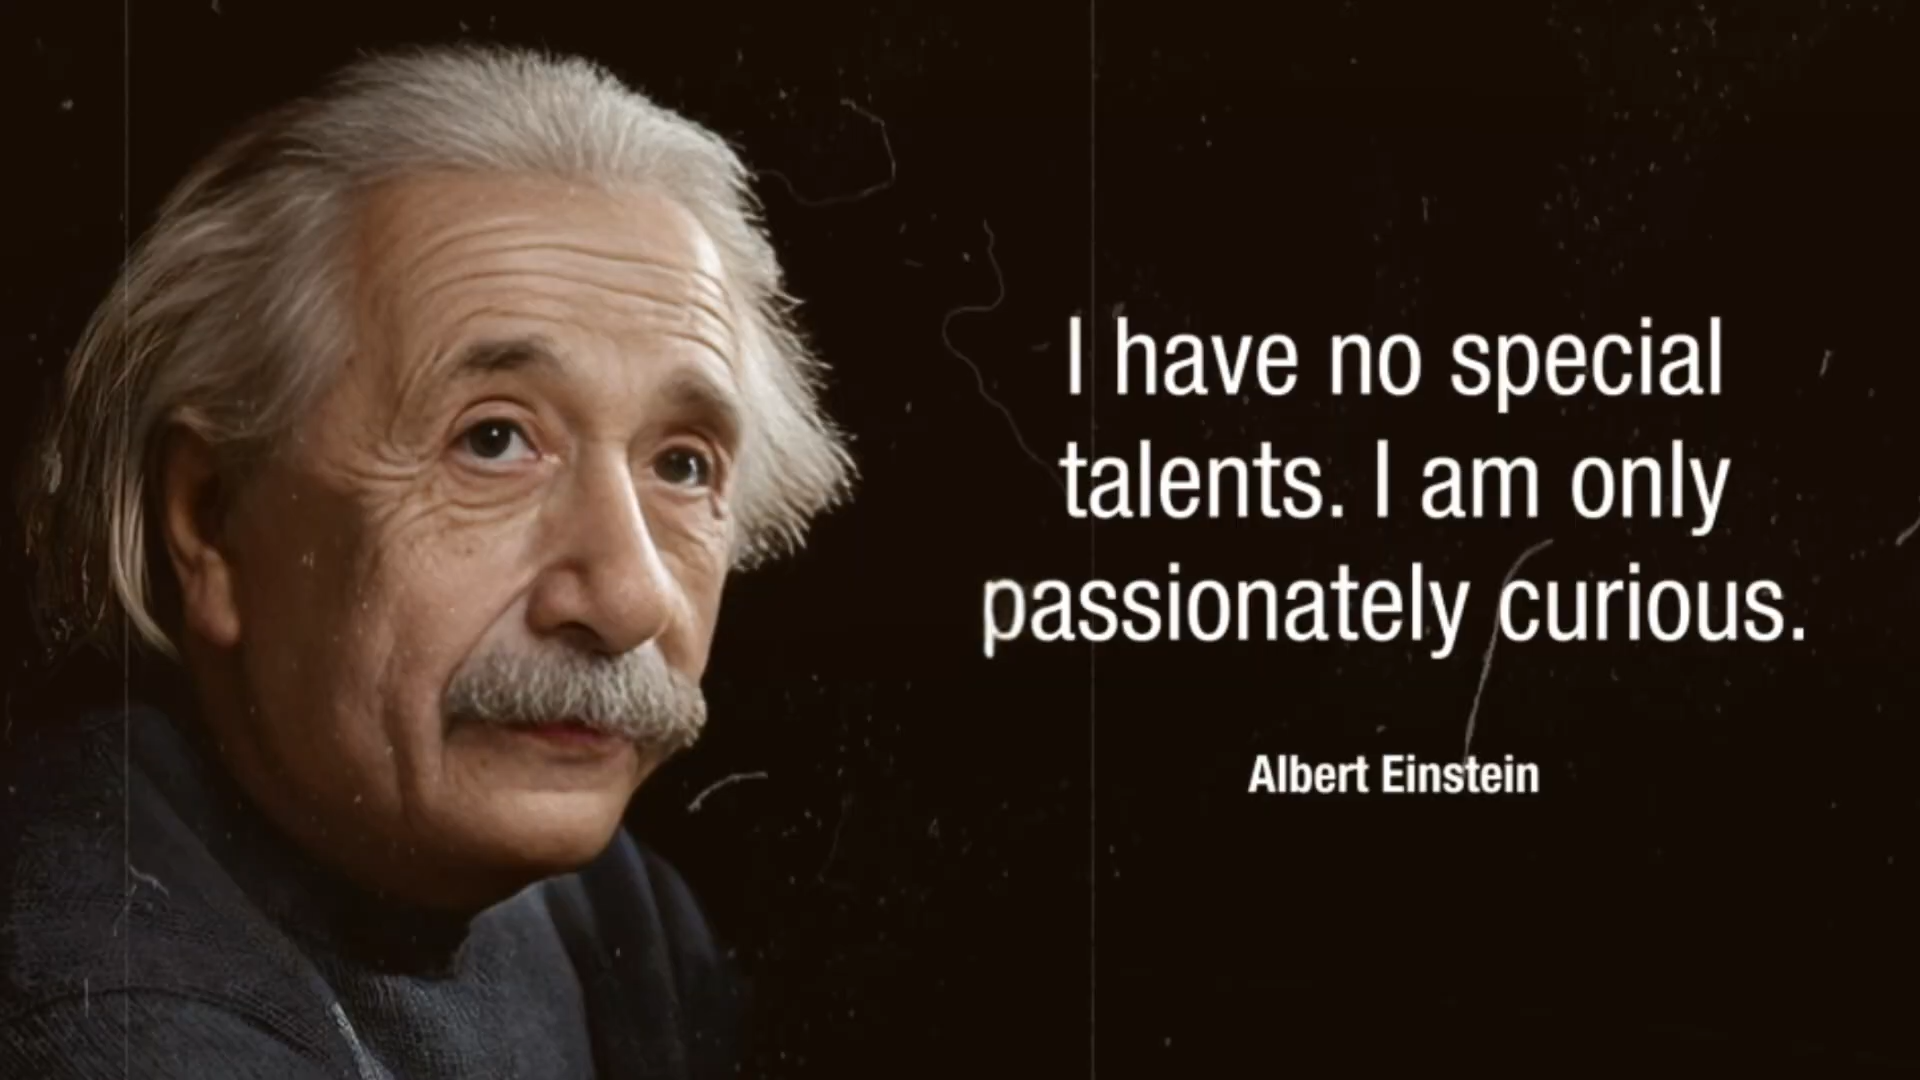 I have no special
talents. I am only
passionately curious.
Albert Einstein